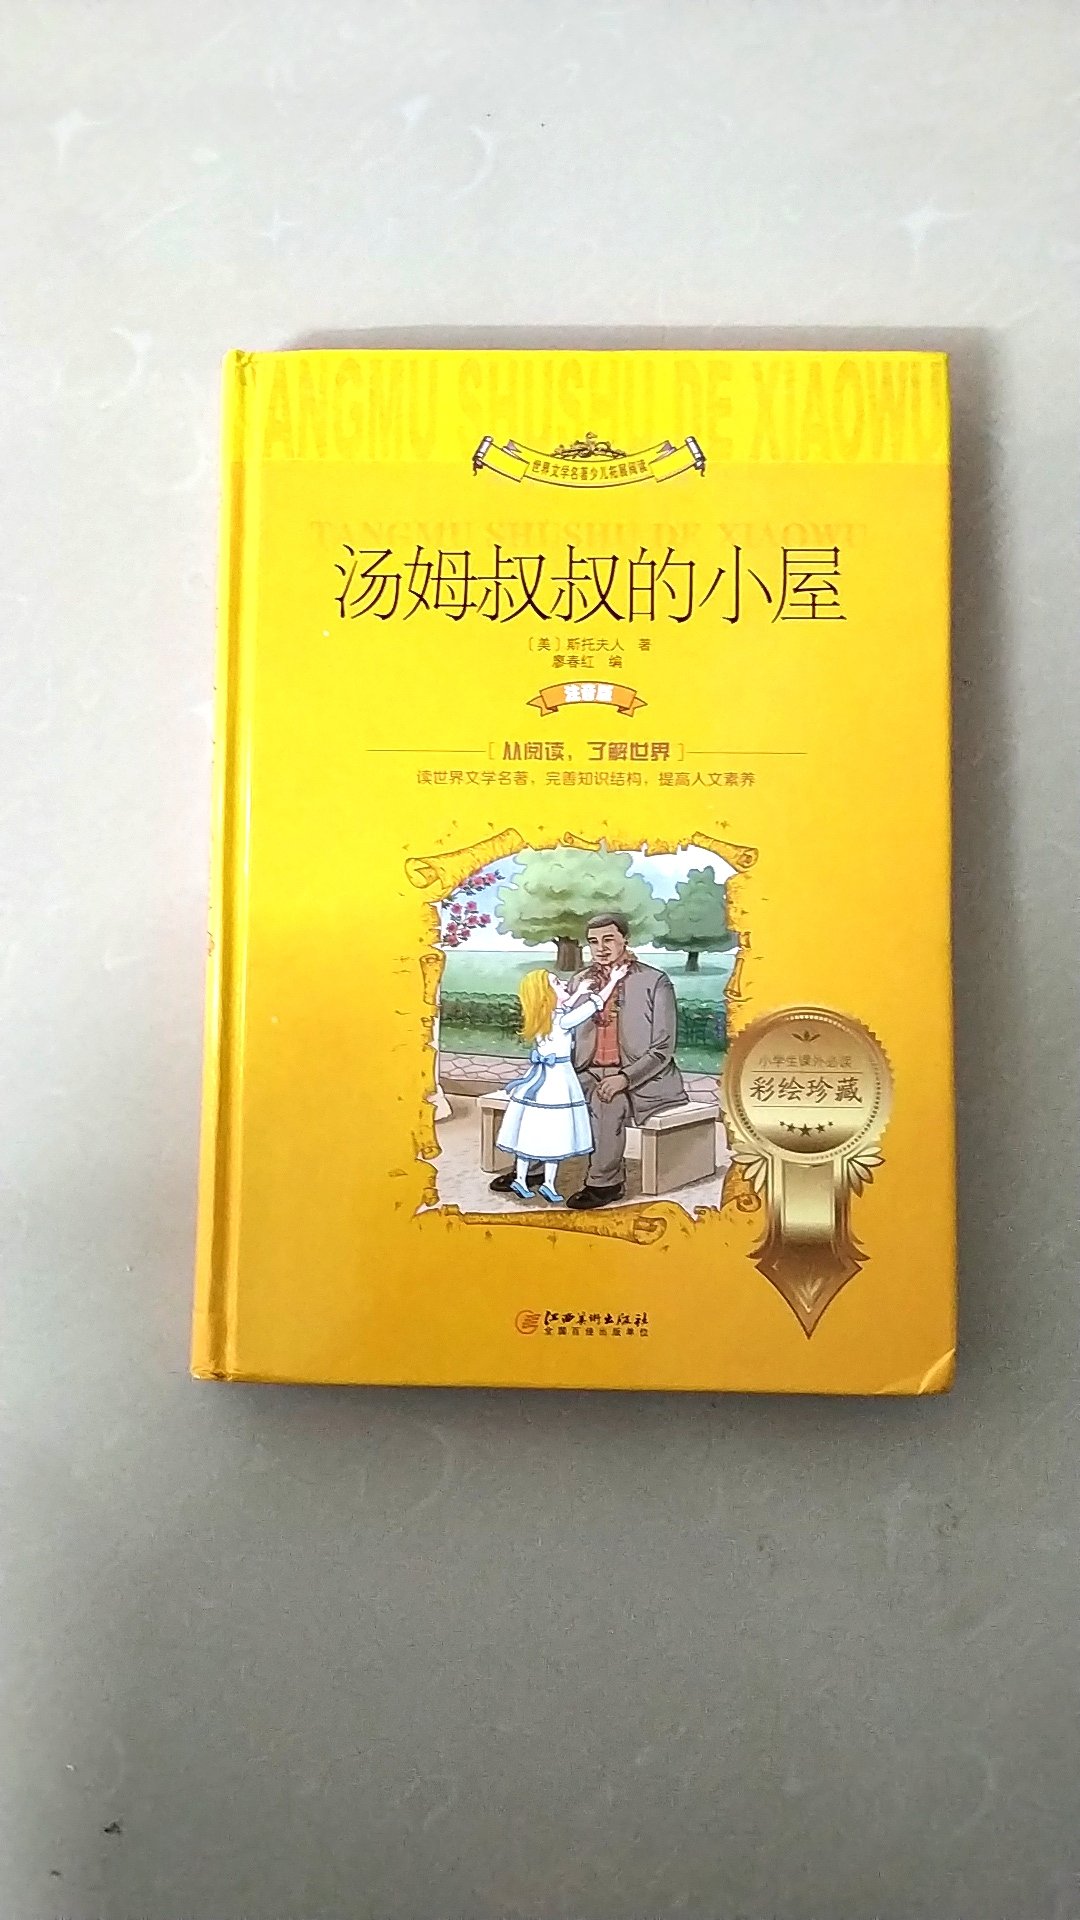 TANGMU SHUSHU DE XIAOWU
世界文学名著少儿拓展阅读
TANGMU SHUSHU DE XIAOWU
汤姆叔叔的小屋
［美］斯托夫人 著
廖春红 编
注音版
［从阅读，了解世界］
读世界文学名著，完善知识结构，提高人文素养
小学生课外必读
彩绘珍藏
江西美术出版社
全国百佳出版单位